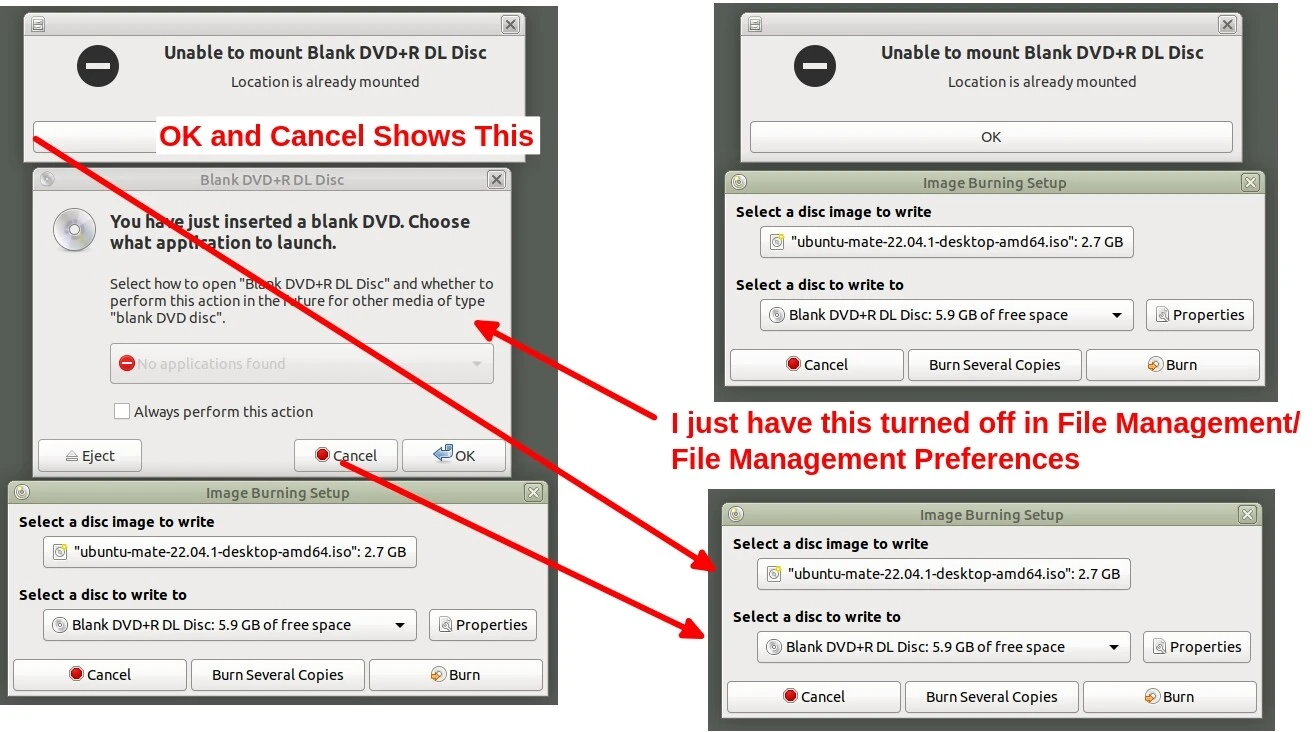 Unable to mount Blank DVD+R DL Disc
Location is already mounted
OK and Cancel Shows This
Blank DVD+R DL Disc
You have just inserted a blank DVD. Choose
what application to launch.
Select how to open "Blank DVD+R DL Disc" and whether to
perform this action in the future for other media of type
"blank DVD disc".
No applications found
Always perform this action
Eject
Cancel
OK
Image Burning Setup
Select a disc image to write
"ubuntu-mate-22.04.1-desktop-amd64.iso": 2.7 GB
Select a disc to write to
Blank DVD+R DL Disc: 5.9 GB of free space
Properties
Cancel
Burn Several Copies
Burn
Unable to mount Blank DVD+R DL Disc
Location is already mounted
OK
Image Burning Setup
Select a disc image to write
"ubuntu-mate-22.04.1-desktop-amd64.iso": 2.7 GB
Select a disc to write to
Blank DVD+R DL Disc: 5.9 GB of free space
Properties
Cancel
Burn Several Copies
Burn
I just have this turned off in File Management/
File Management Preferences
Image Burning Setup
Select a disc image to write
"ubuntu-mate-22.04.1-desktop-amd64.iso": 2.7 GB
Select a disc to write to
Blank DVD+R DL Disc: 5.9 GB of free space
Properties
Cancel
Burn Several Copies
Burn